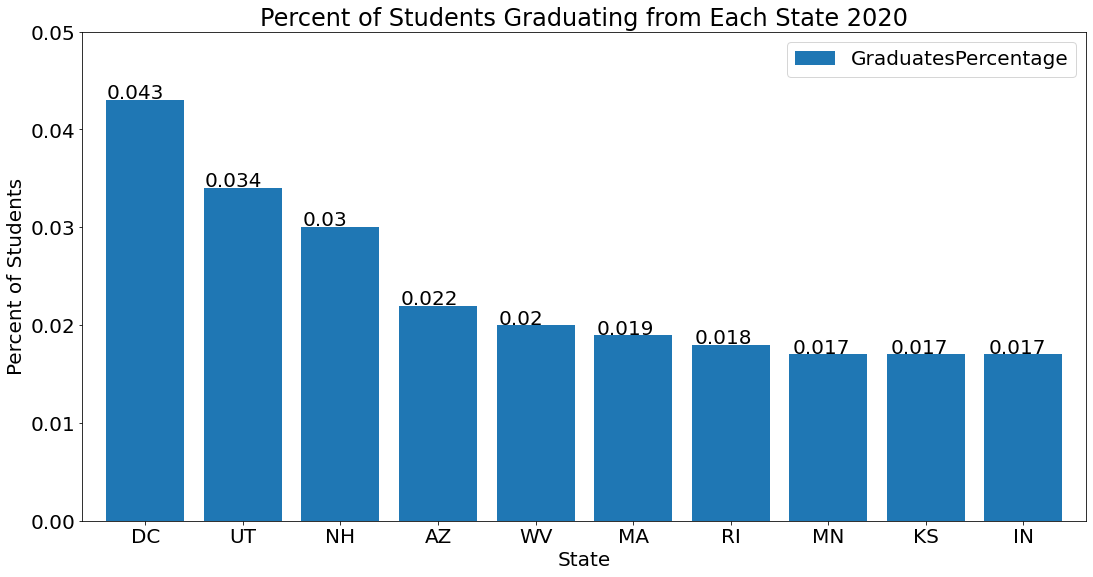 Percent of Students Graduating from Each State 2020
GraduatesPercentage
Percent of Students
0.05
0.04
0.03
0.02
0.01
0.00
0.043
0.034
0.03
0.022
0.02
0.019
0.018
0.017
0.017
0.017
DC
UT
NH
AZ
WV
MA
RI
MN
KS
IN
State